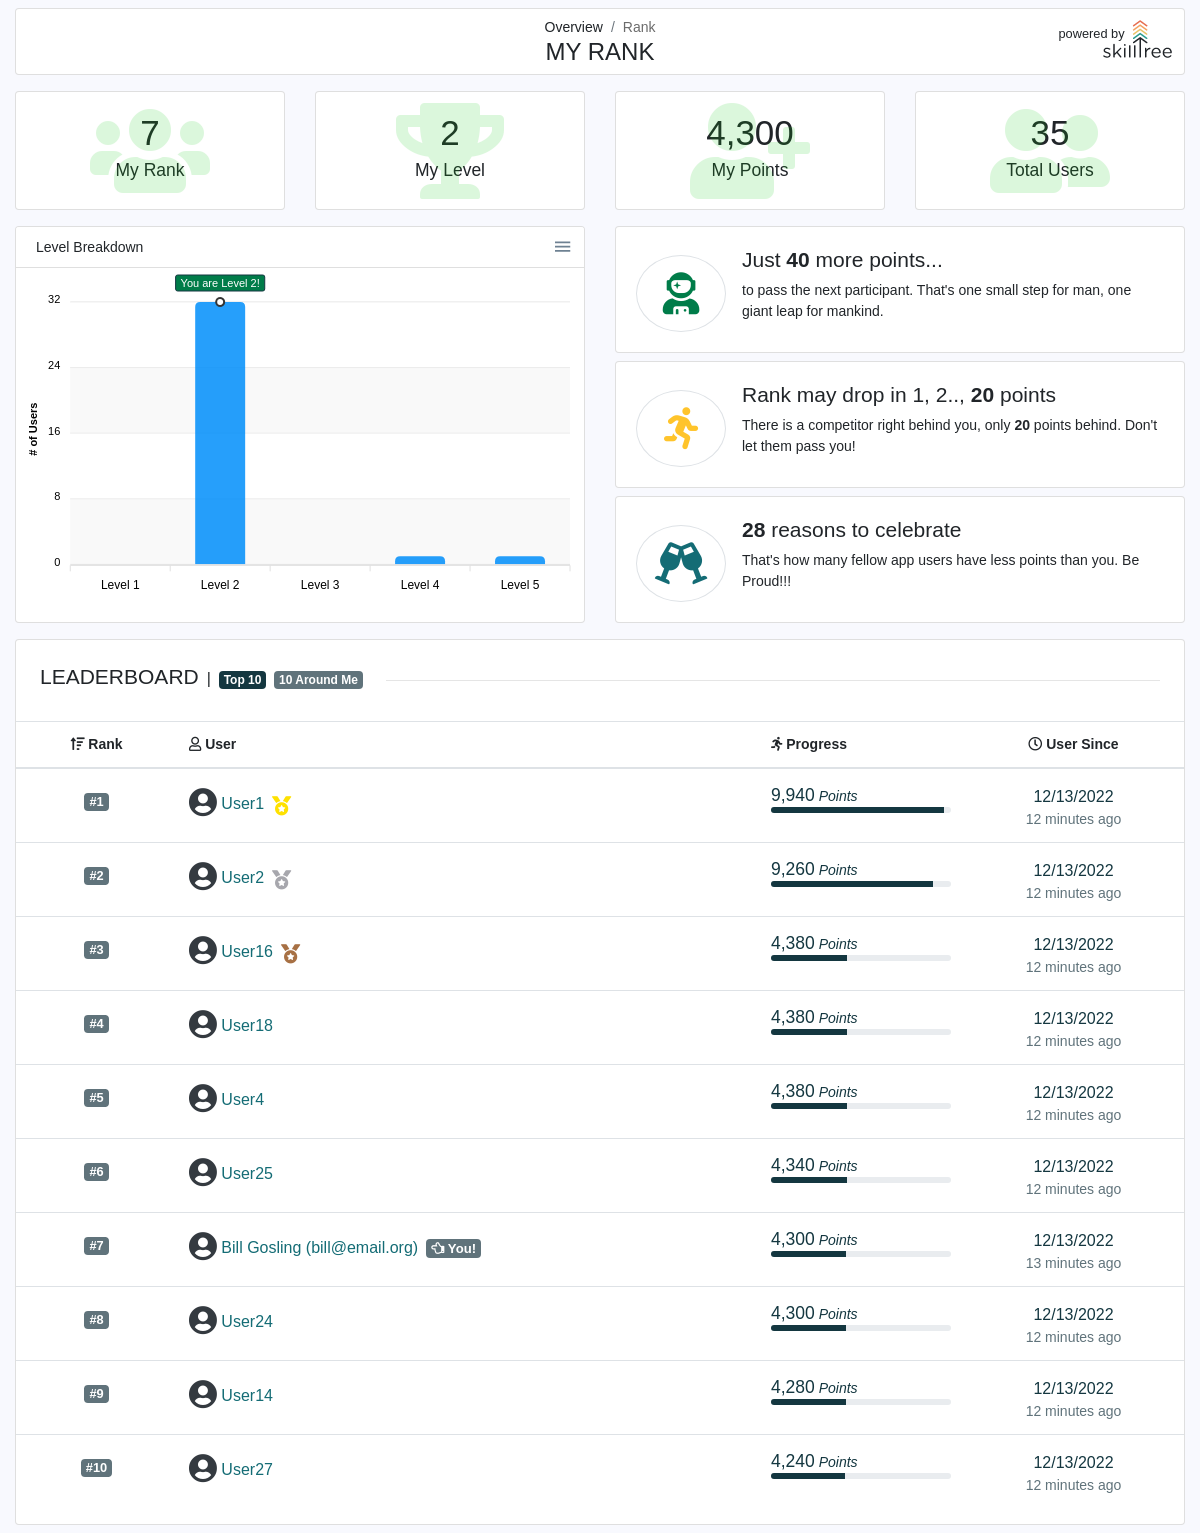 Overview / Rank
MY RANK
powered by
skilltree
7
My Rank
2
My Level
4,300
My Points
35
Total Users
Level Breakdown
You are Level 2!
32
24
16
8
0
# of Users
Level 1
Level 2
Level 3
Level 4
Level 5
Just 40 more points...
to pass the next participant. That's one small step for man, one
giant leap for mankind.
Rank may drop in 1, 2.., 20 points
There is a competitor right behind you, only 20 points behind. Don't
let them pass you!
28 reasons to celebrate
That's how many fellow app users have less points than you. Be
Proud!!!
LEADERBOARD | Top 10 10 Around Me
Rank User Progress User Since
#1 User1 9,940 Points 12/13/2022
12 minutes ago
#2 User2 9,260 Points 12/13/2022
12 minutes ago
#3 User16 4,380 Points 12/13/2022
12 minutes ago
#4 User18 4,380 Points 12/13/2022
12 minutes ago
#5 User4 4,380 Points 12/13/2022
12 minutes ago
#6 User25 4,340 Points 12/13/2022
12 minutes ago
#7 Bill Gosling (bill@email.org) You! 4,300 Points 12/13/2022
13 minutes ago
#8 User24 4,300 Points 12/13/2022
12 minutes ago
#9 User14 4,280 Points 12/13/2022
12 minutes ago
#10 User27 4,240 Points 12/13/2022
12 minutes ago